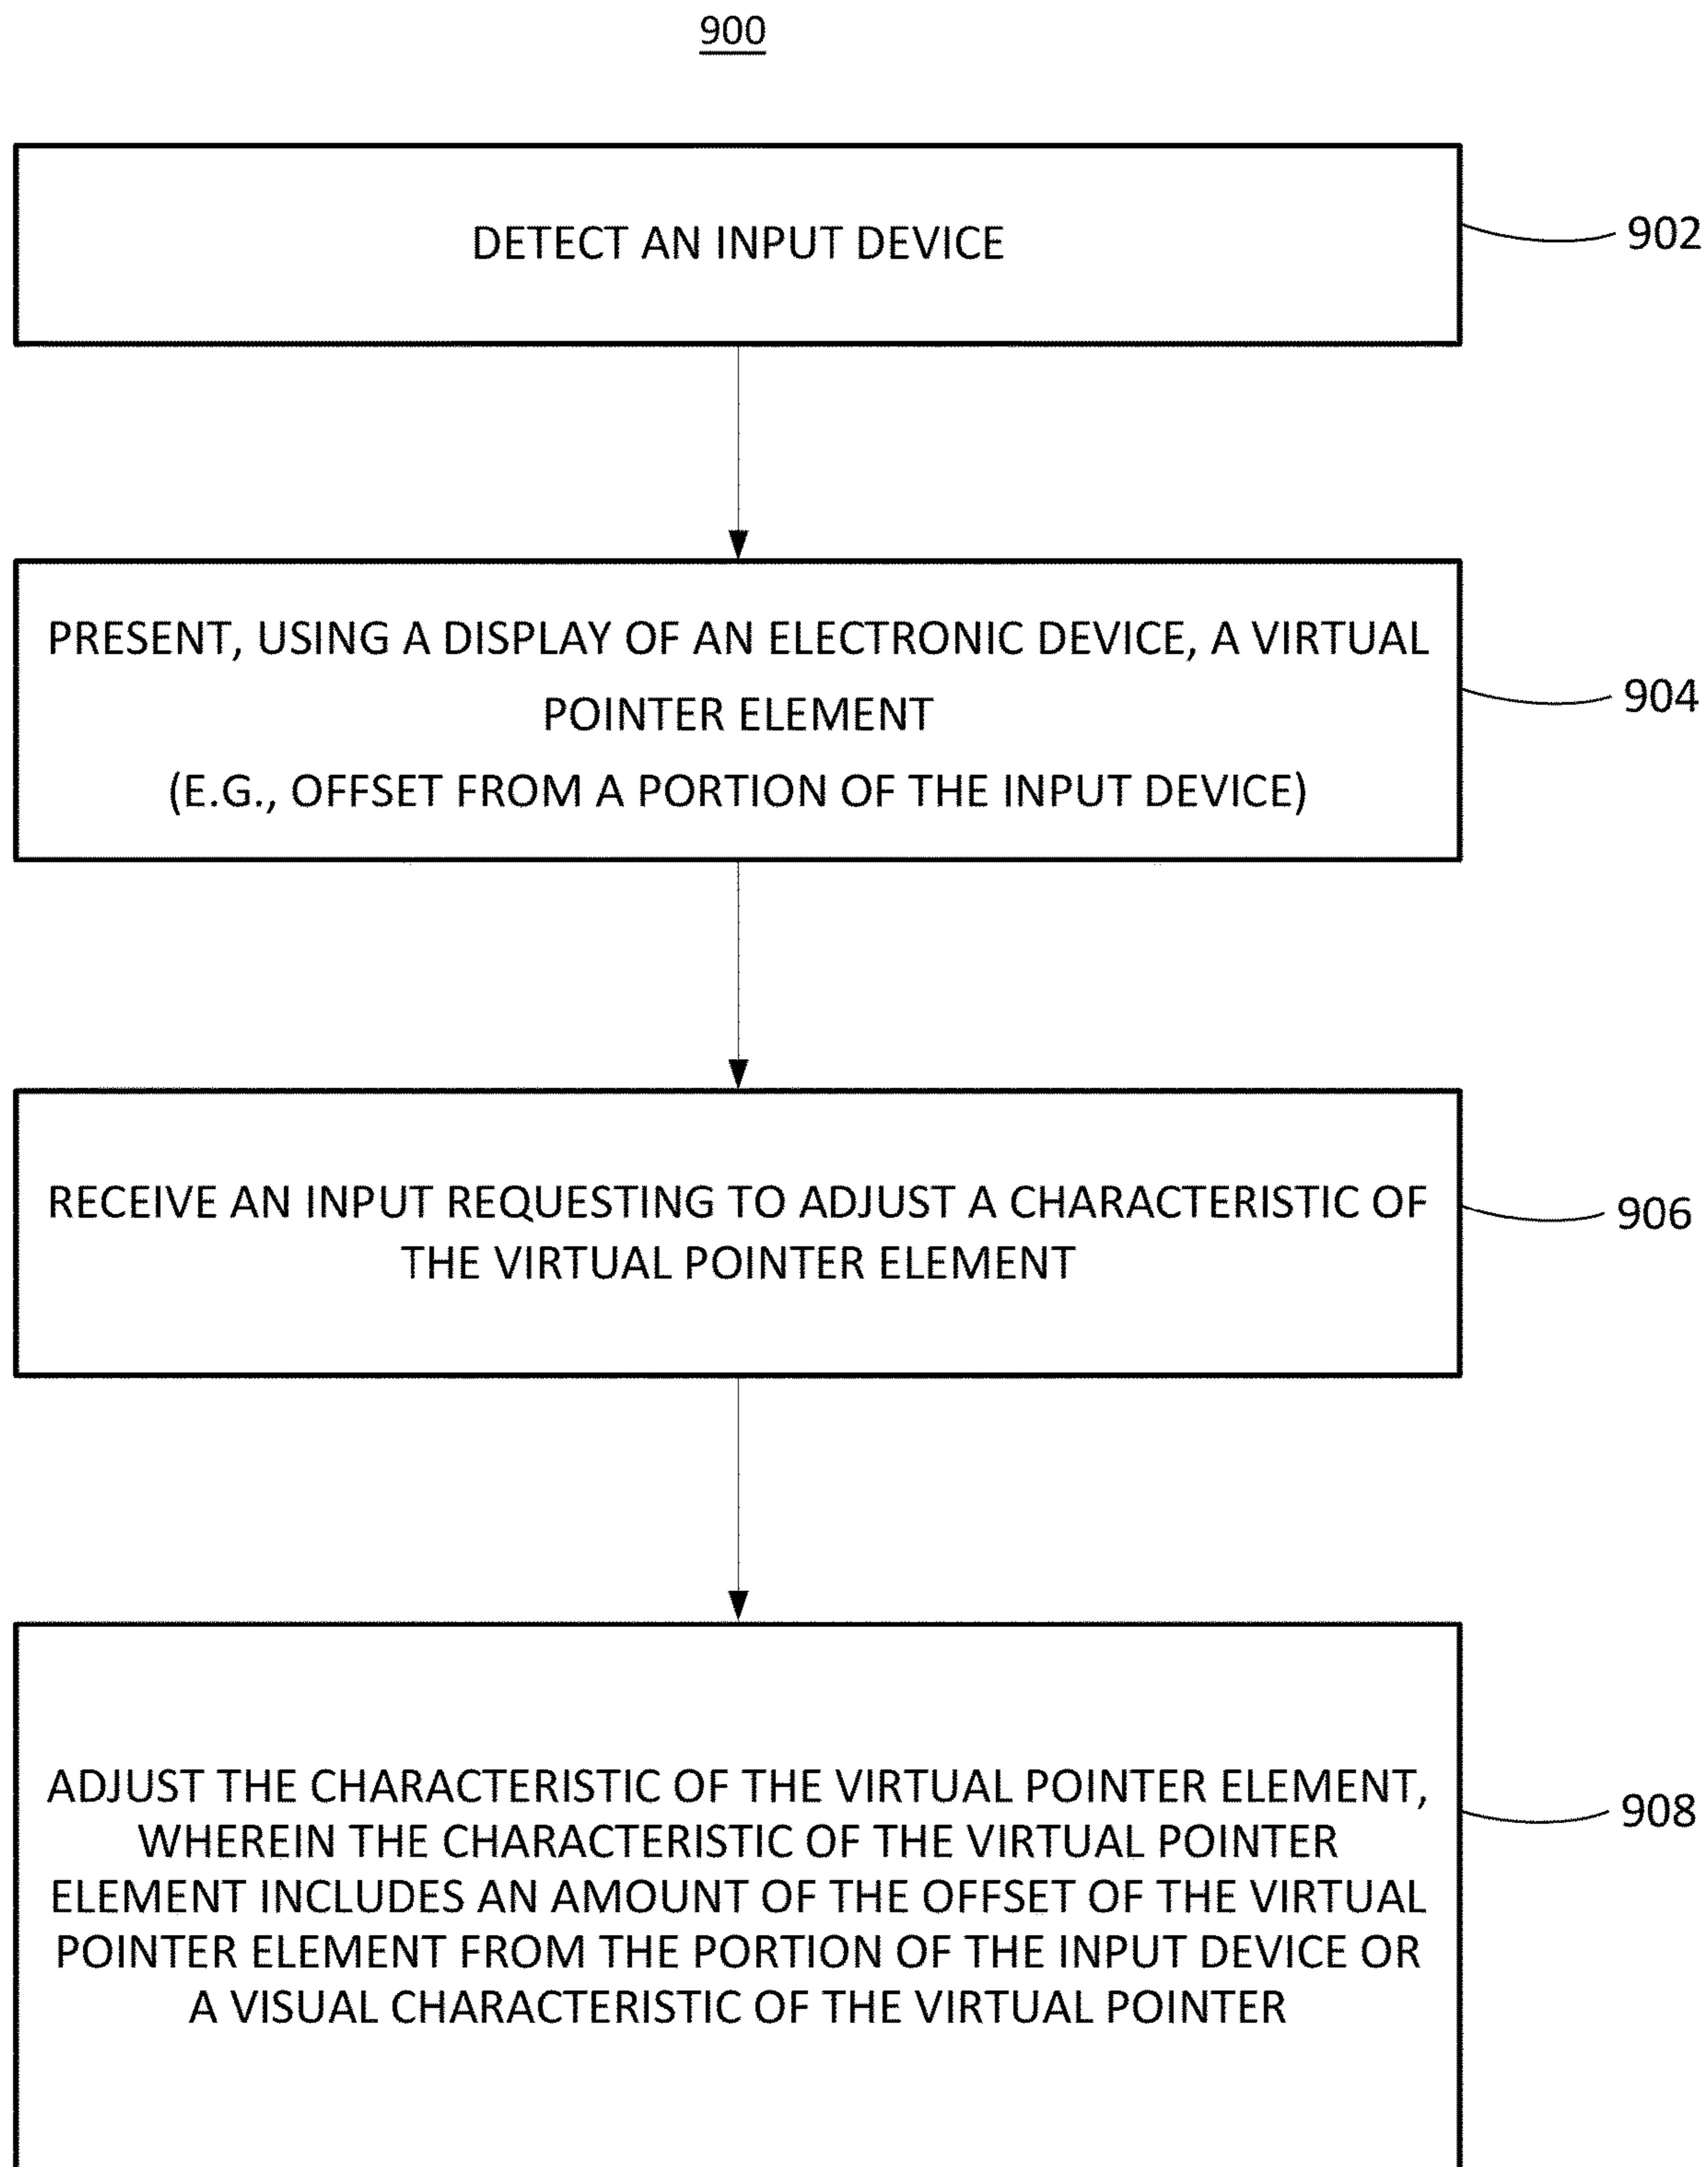 900
DETECT AN INPUT DEVICE
902
PRESENT, USING A DISPLAY OF AN ELECTRONIC DEVICE, A VIRTUAL
POINTER ELEMENT
(E.G., OFFSET FROM A PORTION OF THE INPUT DEVICE)
904
RECEIVE AN INPUT REQUESTING TO ADJUST A CHARACTERISTIC OF
THE VIRTUAL POINTER ELEMENT
906
ADJUST THE CHARACTERISTIC OF THE VIRTUAL POINTER ELEMENT,
WHEREIN THE CHARACTERISTIC OF THE VIRTUAL POINTER
ELEMENT INCLUDES AN AMOUNT OF THE OFFSET OF THE VIRTUAL
POINTER ELEMENT FROM THE PORTION OF THE INPUT DEVICE OR
A VISUAL CHARACTERISTIC OF THE VIRTUAL POINTER
908